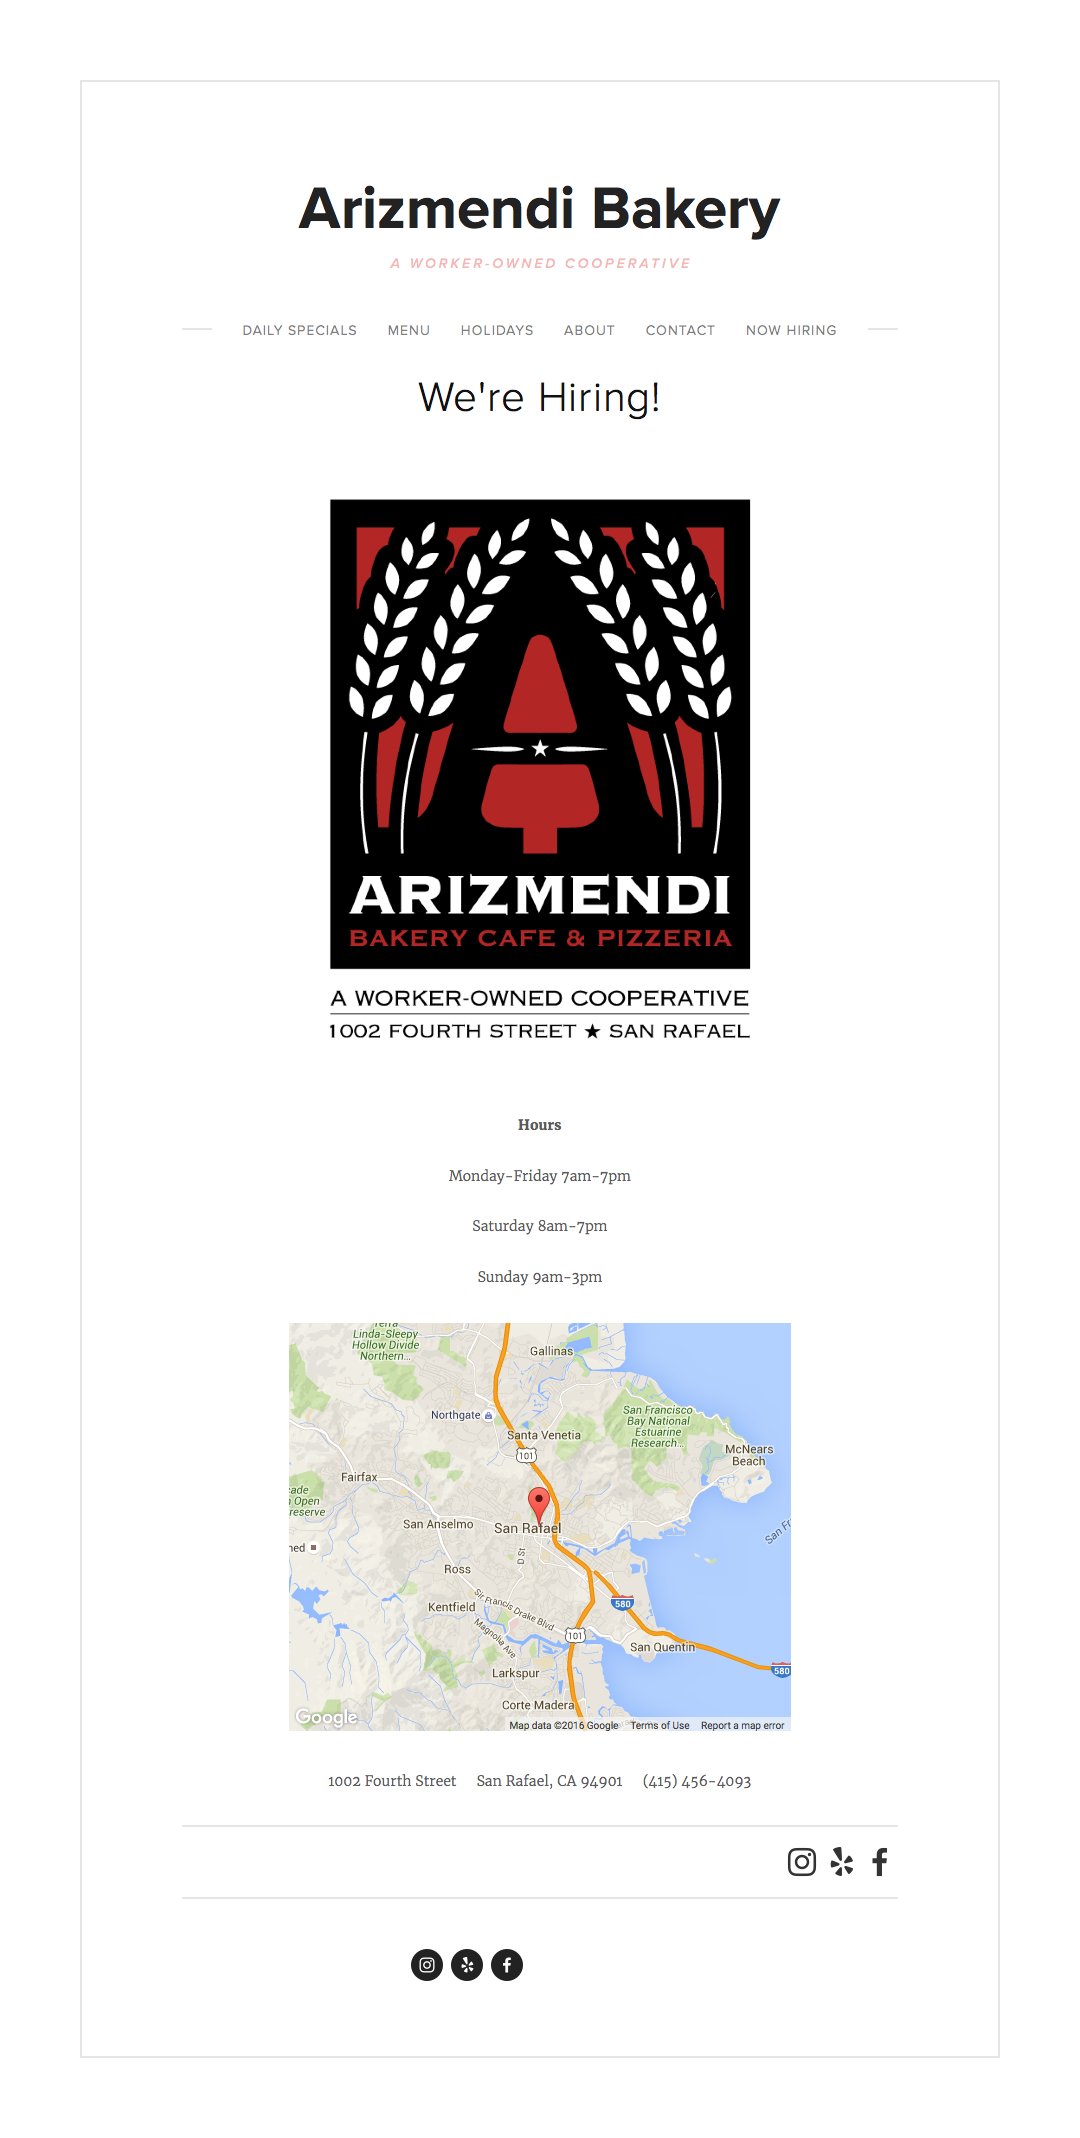 Arizmendi Bakery
A WORKER-OWNED COOPERATIVE
DAILY SPECIALS MENU HOLIDAYS ABOUT CONTACT NOW HIRING
We're Hiring!
ARIZMENDI
BAKERY CAFE & PIZZERIA
A WORKER-OWNED COOPERATIVE
1002 FOURTH STREET ★ SAN RAFAEL
Hours
Monday-Friday 7am-7pm
Saturday 8am-7pm
Sunday 9am-3pm
Linda-Sleepy
Hollow Divide
Northern...
Gallinas
Northgate
Santa Venetia
San Francisco
Bay National
Estuarine
Research...
McNears
Beach
101
Fairfax
San Anselmo
San Rafael
D St
Ross
Kentfield
Sir Francis Drake Blvd
Magnolia Ave
580
101
San Quentin
580
Larkspur
Corte Madera
Google
Map data ©2016 Google Terms of Use Report a map error
1002 Fourth Street San Rafael, CA 94901 (415) 456-4093